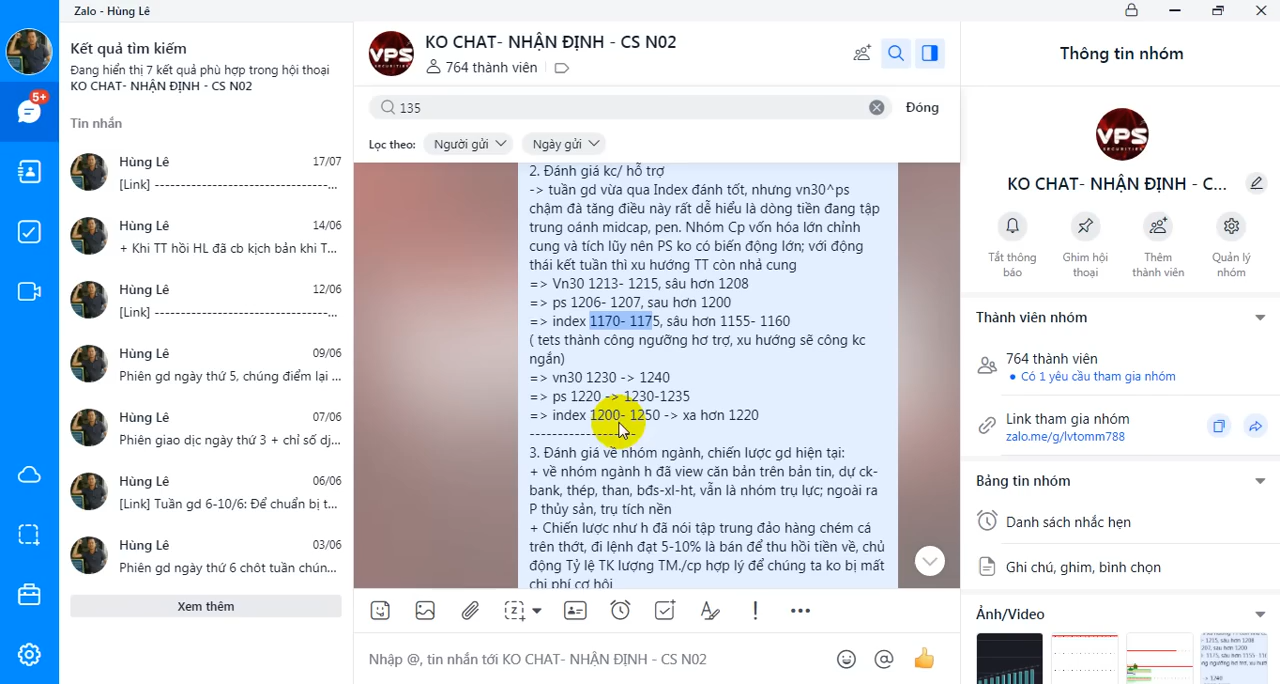 Zalo - Hùng Lê
5+
Kết quả tìm kiếm
Đang hiển thị 7 kết quả phù hợp trong hội thoại
KO CHAT- NHẬN ĐỊNH - CS N02
Tin nhắn
Hùng Lê 17/07
[Link] ---------------------------------...
Hùng Lê 14/06
+ Khi TT hồi HL đã cb kịch bản khi T...
Hùng Lê 12/06
[Link] ---------------------------------...
Hùng Lê 09/06
Phiên gd ngày thứ 5, chúng điểm lại ...
Hùng Lê 07/06
Phiên giao dịc ngày thứ 3 + chỉ số dị...
Hùng Lê 06/06
[Link] Tuần gd 6-10/6: Để chuẩn bị t...
Hùng Lê 03/06
Phiên gd ngày thứ 6 chôt tuần chún...
Xem thêm
VPS
SECURITIES
KO CHAT- NHẬN ĐỊNH - CS N02
764 thành viên
135
Đóng
Lọc theo: Người gửi Ngày gửi
2. Đánh giá kc/ hỗ trợ
-> tuần gd vừa qua Index đánh tốt, nhưng vn30^ps
chậm đà tăng điều này rất dễ hiểu là dòng tiền đang tập
trung oánh midcap, pen. Nhóm Cp vốn hóa lớn chỉnh
cung và tích lũy nên PS ko có biến động lớn; với động
thái kết tuần thì xu hướng TT còn nhả cung
=> Vn30 1213- 1215, sâu hơn 1208
=> ps 1206- 1207, sau hơn 1200
=> index 1170- 1175, sâu hơn 1155- 1160
( tets thành công ngưỡng hơ trợ, xu hướng sẽ công kc
ngắn)
=> vn30 1230 -> 1240
=> ps 1220 -> 1230-1235
=> index 1200- 1250 -> xa hơn 1220
--------------------
3. Đánh giá về nhóm ngành, chiến lược gd hiện tại:
+ về nhóm ngành h đã view căn bản trên bản tin, dự ck-
bank, thép, than, bđs-xl-ht, vẫn là nhóm trụ lực; ngoài ra
P thủy sản, trụ tích nền
+ Chiến lược như h đã nói tập trung đảo hàng chém cá
trên thớt, đi lệnh đạt 5-10% là bán để thu hồi tiền về, chủ
động Tỷ lệ TK lượng TM./cp hợp lý để chúng ta ko bị mất
chi phí cơ hội
Nhập @, tin nhắn tới KO CHAT- NHẬN ĐỊNH - CS N02
Thông tin nhóm
VPS
SECURITIES
KO CHAT- NHẬN ĐỊNH - C...
Tắt thông báo
Ghim hội thoại
Thêm thành viên
Quản lý nhóm
Thành viên nhóm
764 thành viên
• Có 1 yêu cầu tham gia nhóm
Link tham gia nhóm
zalo.me/g/lvtomm788
Bảng tin nhóm
Danh sách nhắc hẹn
Ghi chú, ghim, bình chọn
Ảnh/Video